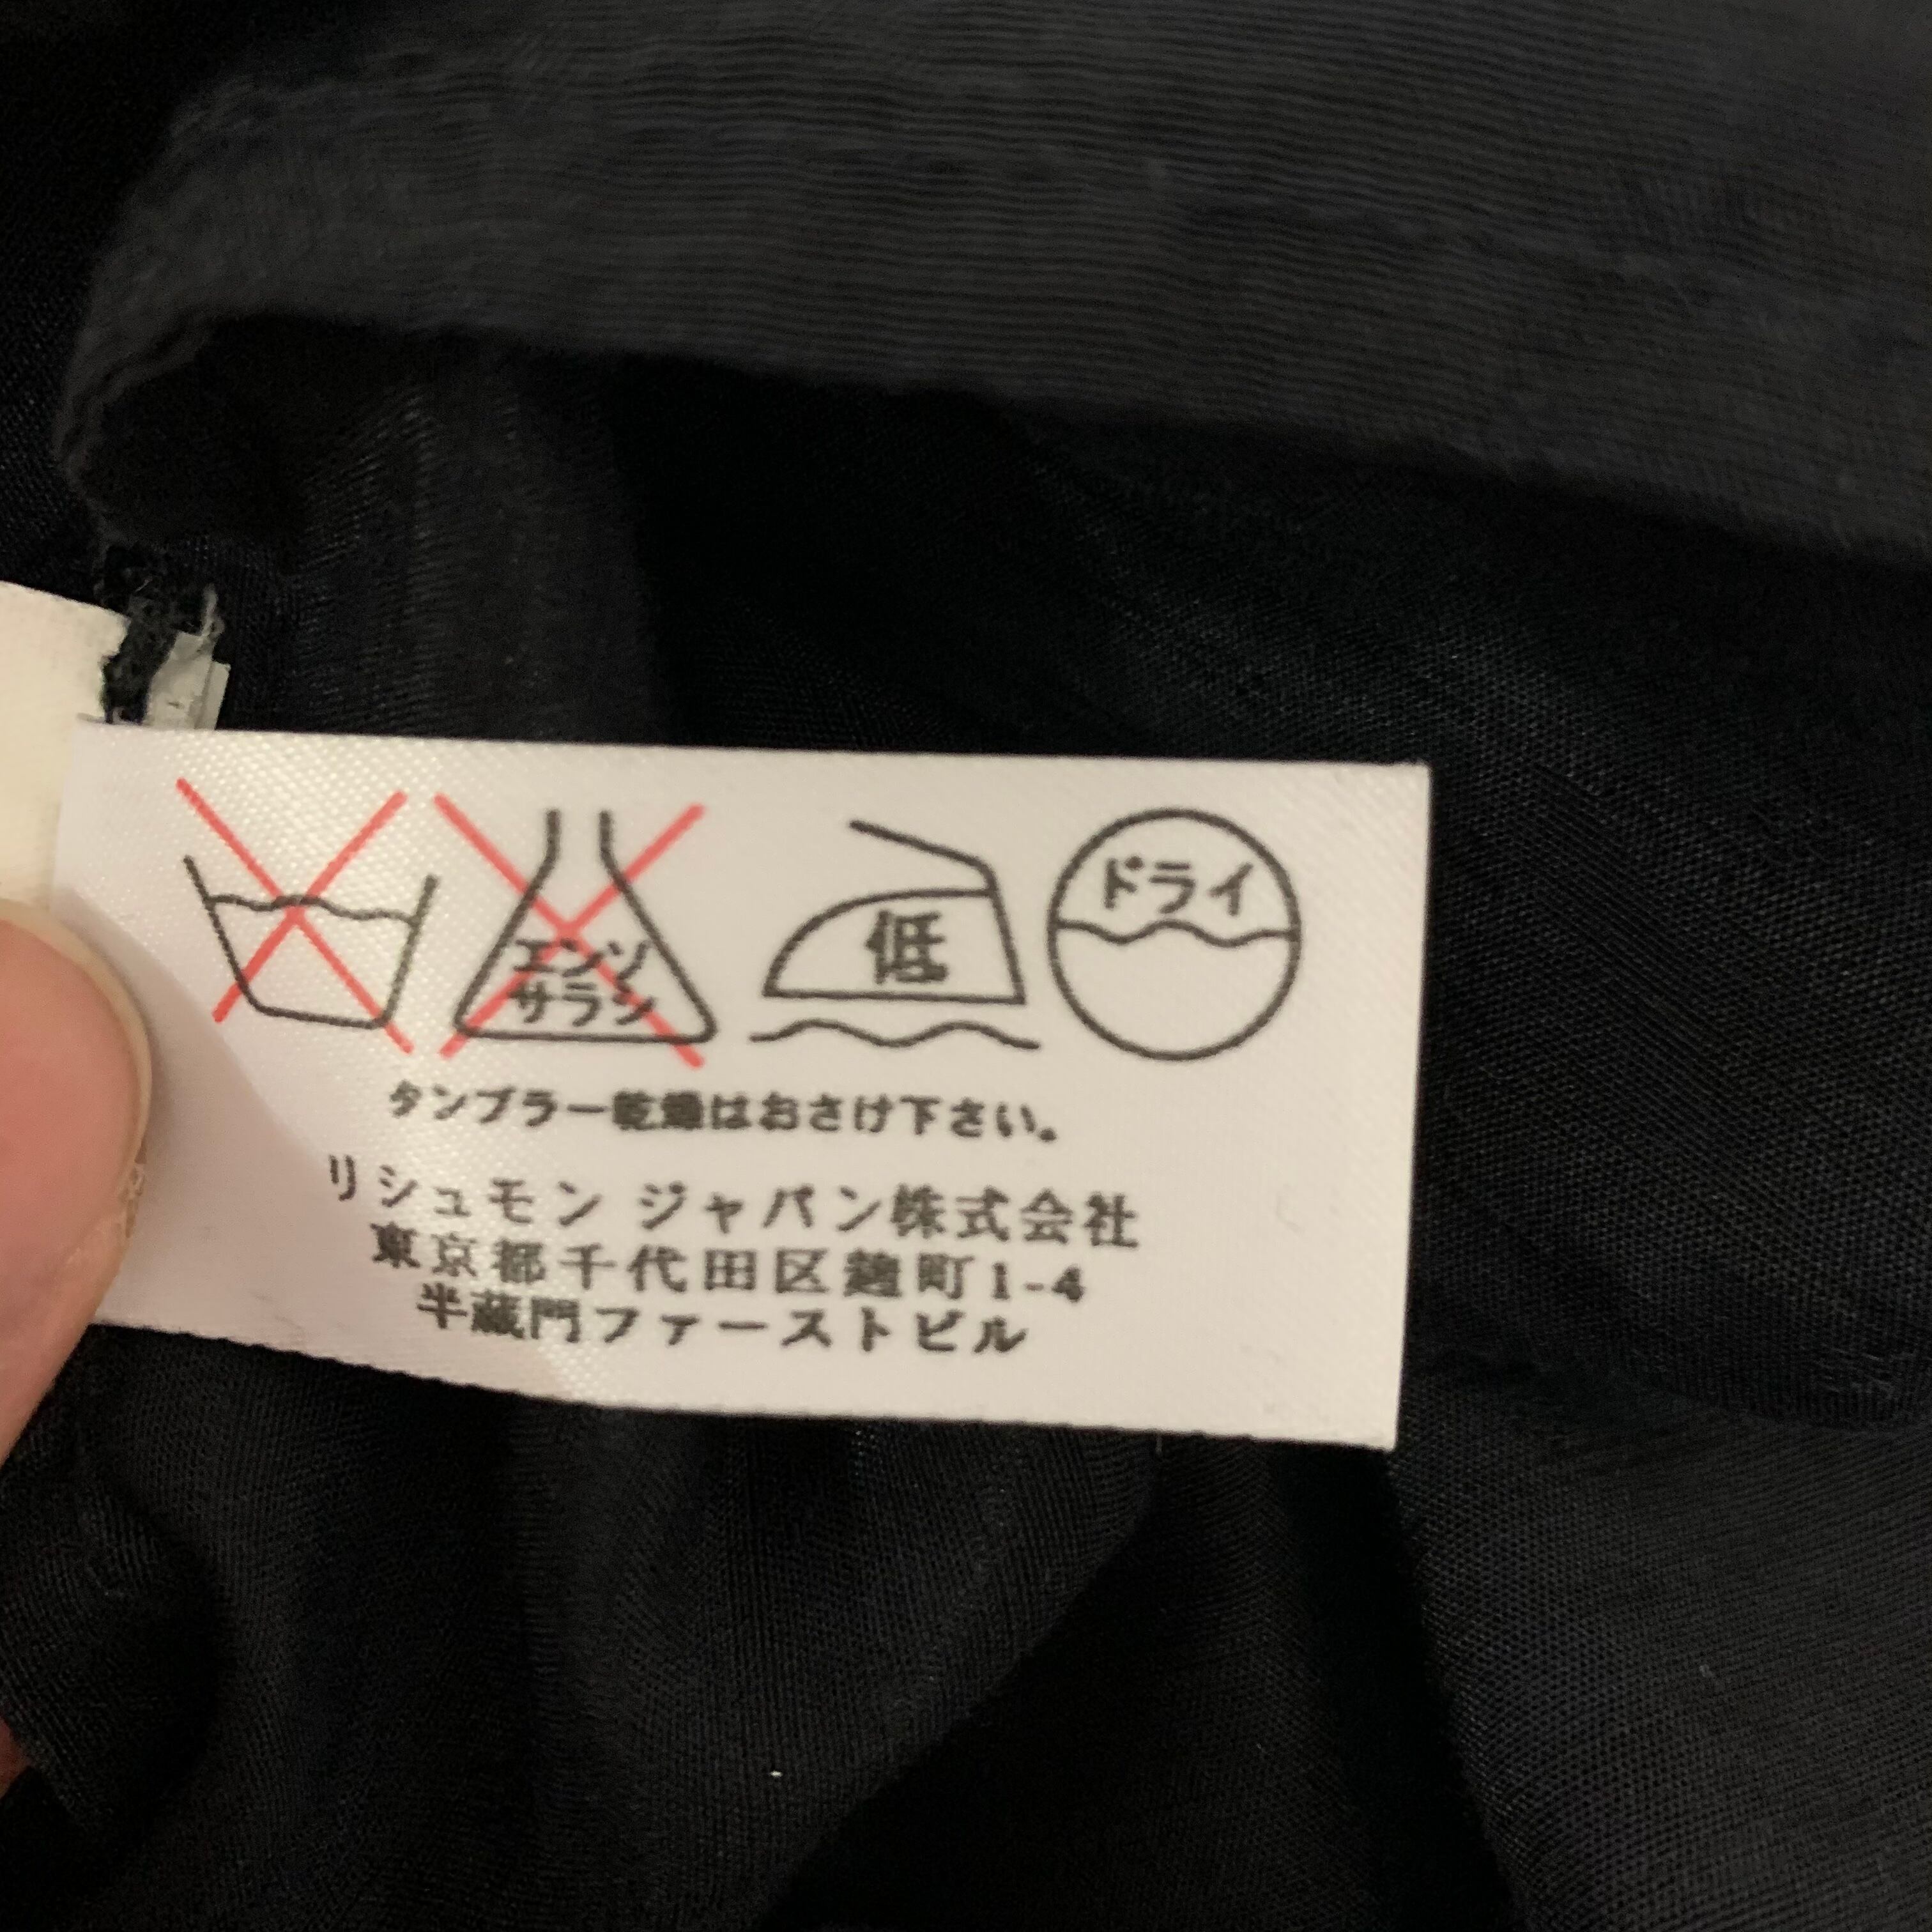 エンソ
サラシ
低
ドライ
タンブラー乾燥はおさけ下さい。
リシュモン ジャパン株式会社
東京都千代田区麹町1-4
半蔵門ファーストビル